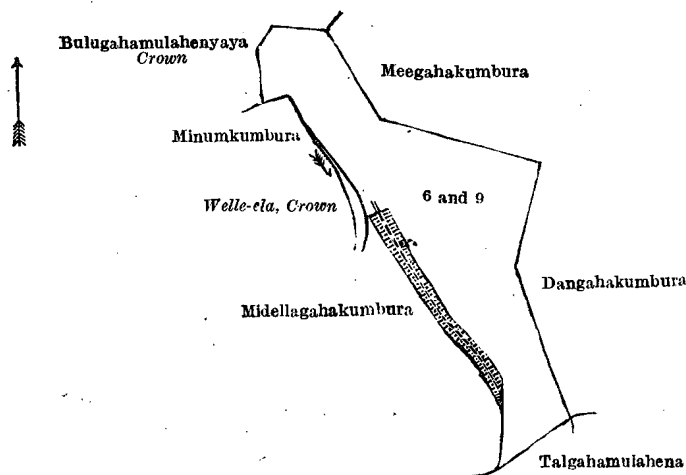 Bulugahamulahenyaya
Crown
Meegahakumbura
Minumkumbura
Welle-ela, Crown
6 and 9
Dangahakumbura
Midellagahakumbura
Talgahamulahena